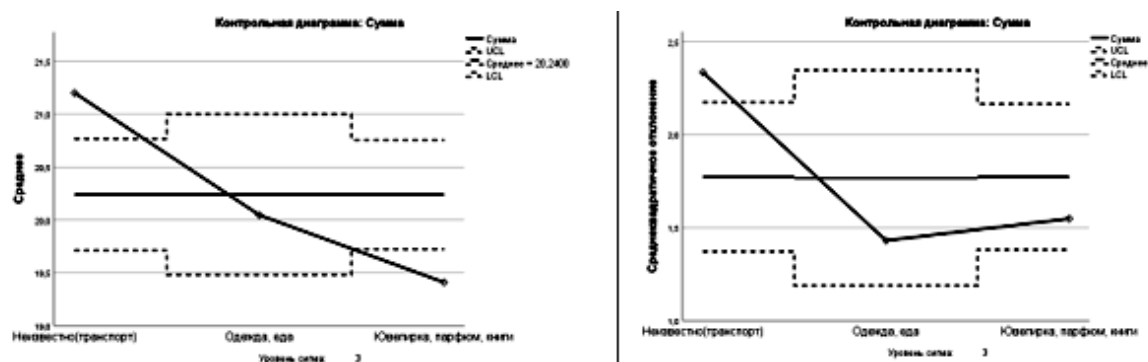 Контрольная диаграмма: Сумма
Сумма
UCL
Среднее = 20,2400
LCL
21,5
21,0
20,5
20,0
19,5
19,0
Среднее
Неизвестно(транспорт)
Одежда, еда
Ювелирка, парфюм, книги
Уровень сигма: 3
Контрольная диаграмма: Сумма
Сумма
UCL
Среднее
LCL
2,5
2,0
1,5
1,0
Среднеквадратичное отклонение
Неизвестно(транспорт)
Одежда, еда
Ювелирка, парфюм, книги
Уровень сигма: 3